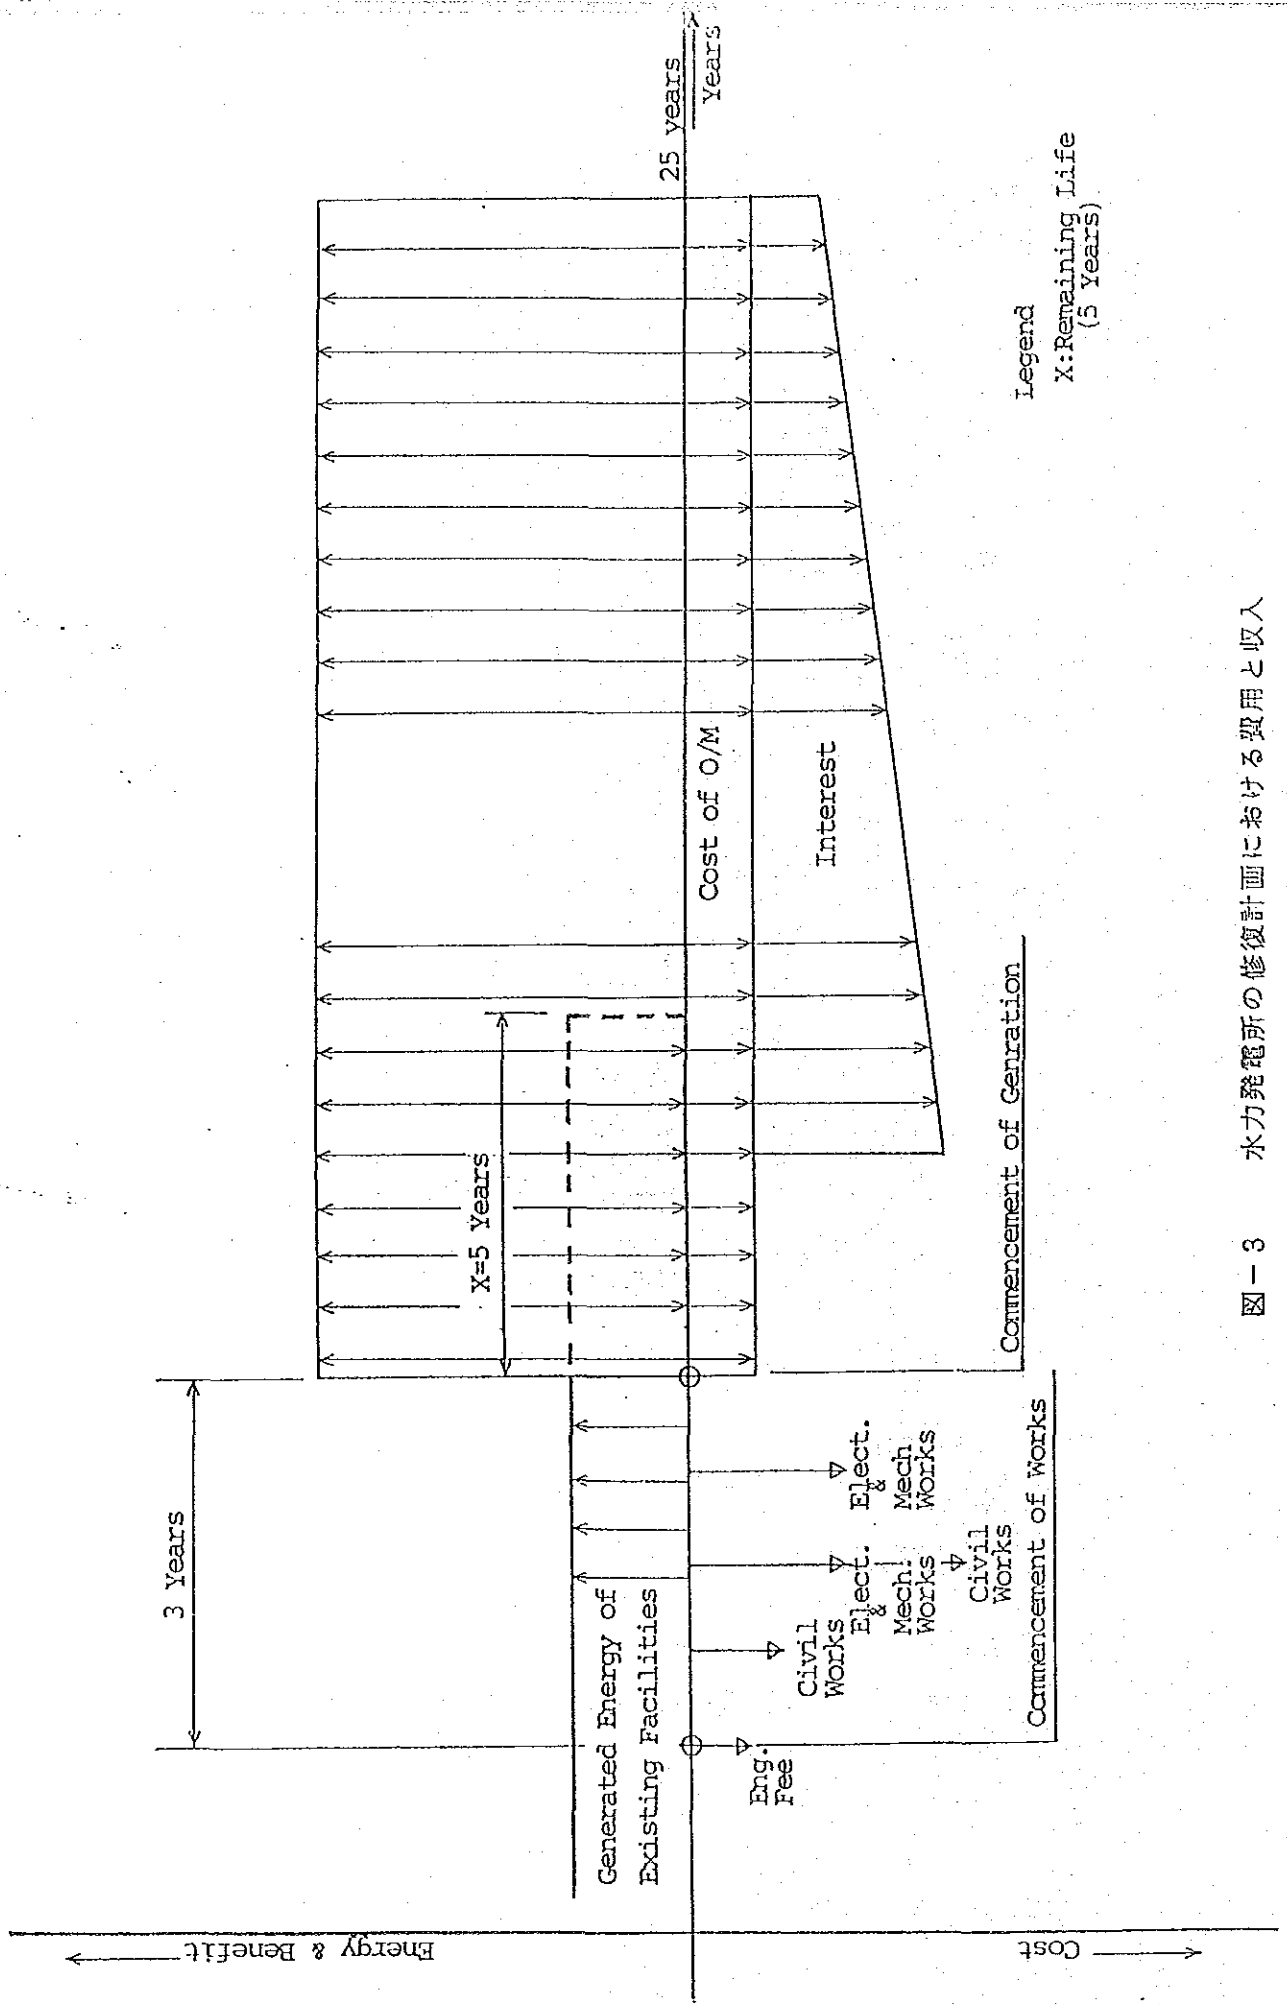 Energy & Benefit
Cost
3 Years
Generated Energy of
Existing Facilities
X=5 Years
25 years
Years
Cost of O/M
Interest
Eng.
Fee
Civil
Works
Elect.
&
Mech.
Works
Civil
Works
Elect.
&
Mech
Works
Commencement of Works
Commencement of Genration
Legend
X:Remaining Life
(5 Years)
図－3 水力発電所の修復計画における費用と収入